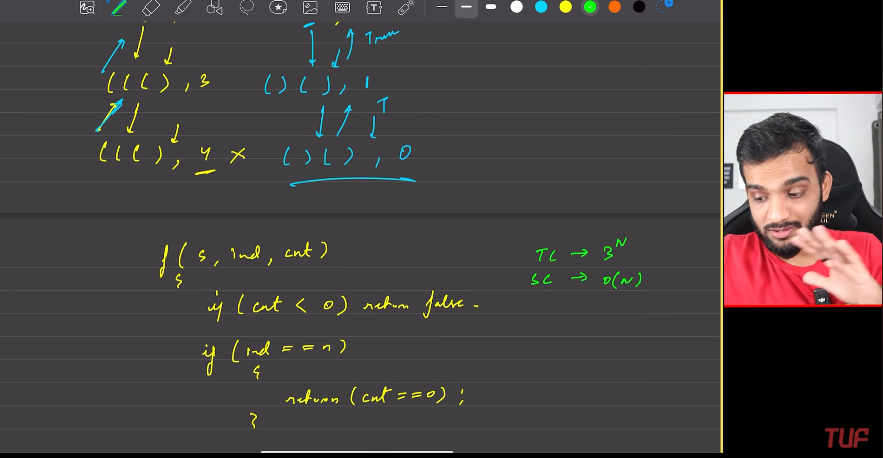 True
( ( ( ) , 3
( ) ( ) , 1
T
( ( ( ) , 4 ×
( ) ( ) , 0
f( s, ind, cnt )
{
if ( cnt < 0 ) return false.
if ( ind == n )
{
return ( cnt == 0 ) ;
}
TC → 3^N
SC → O(N)
TUF